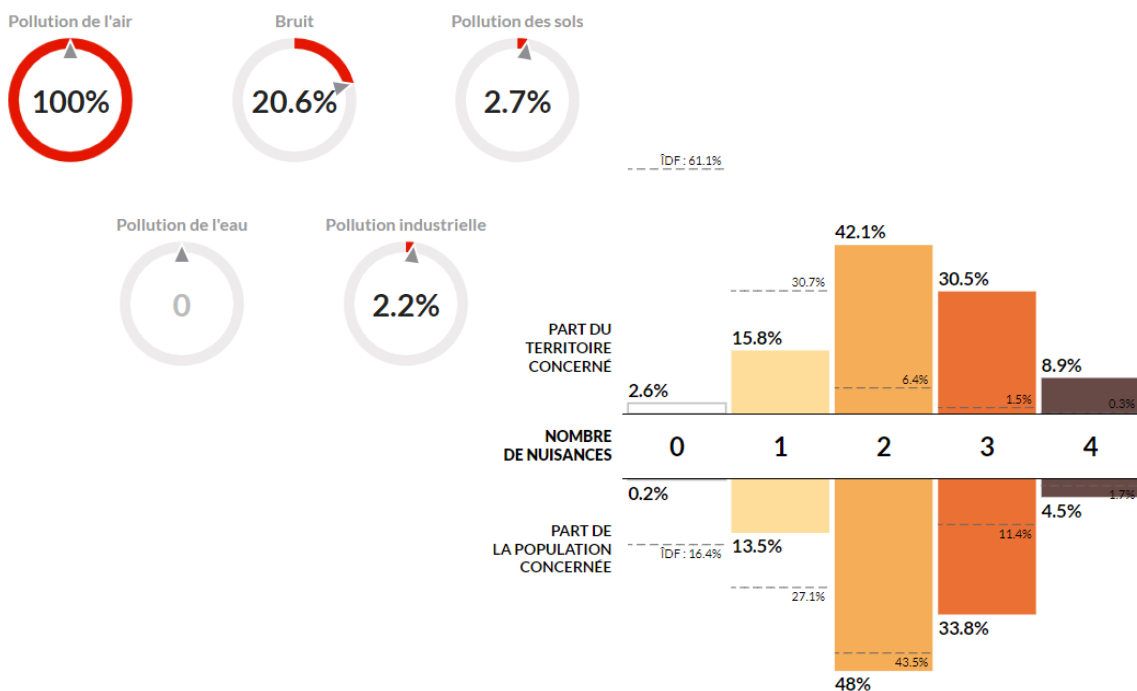 Pollution de l'air
Bruit
Pollution des sols
100%
20.6%
2.7%
Pollution de l'eau
Pollution industrielle
0
2.2%
ÎDF : 61.1%
42.1%
30.7%
30.5%
PART DU
TERRITOIRE
CONCERNÉ
15.8%
8.9%
6.4%
2.6%
1.5%
0.3%
NOMBRE
DE NUISANCES
0
1
2
3
4
0.2%
1.7%
4.5%
PART DE
LA POPULATION
CONCERNÉE
11.4%
13.5%
ÎDF : 16.4%
27.1%
33.8%
43.5%
48%